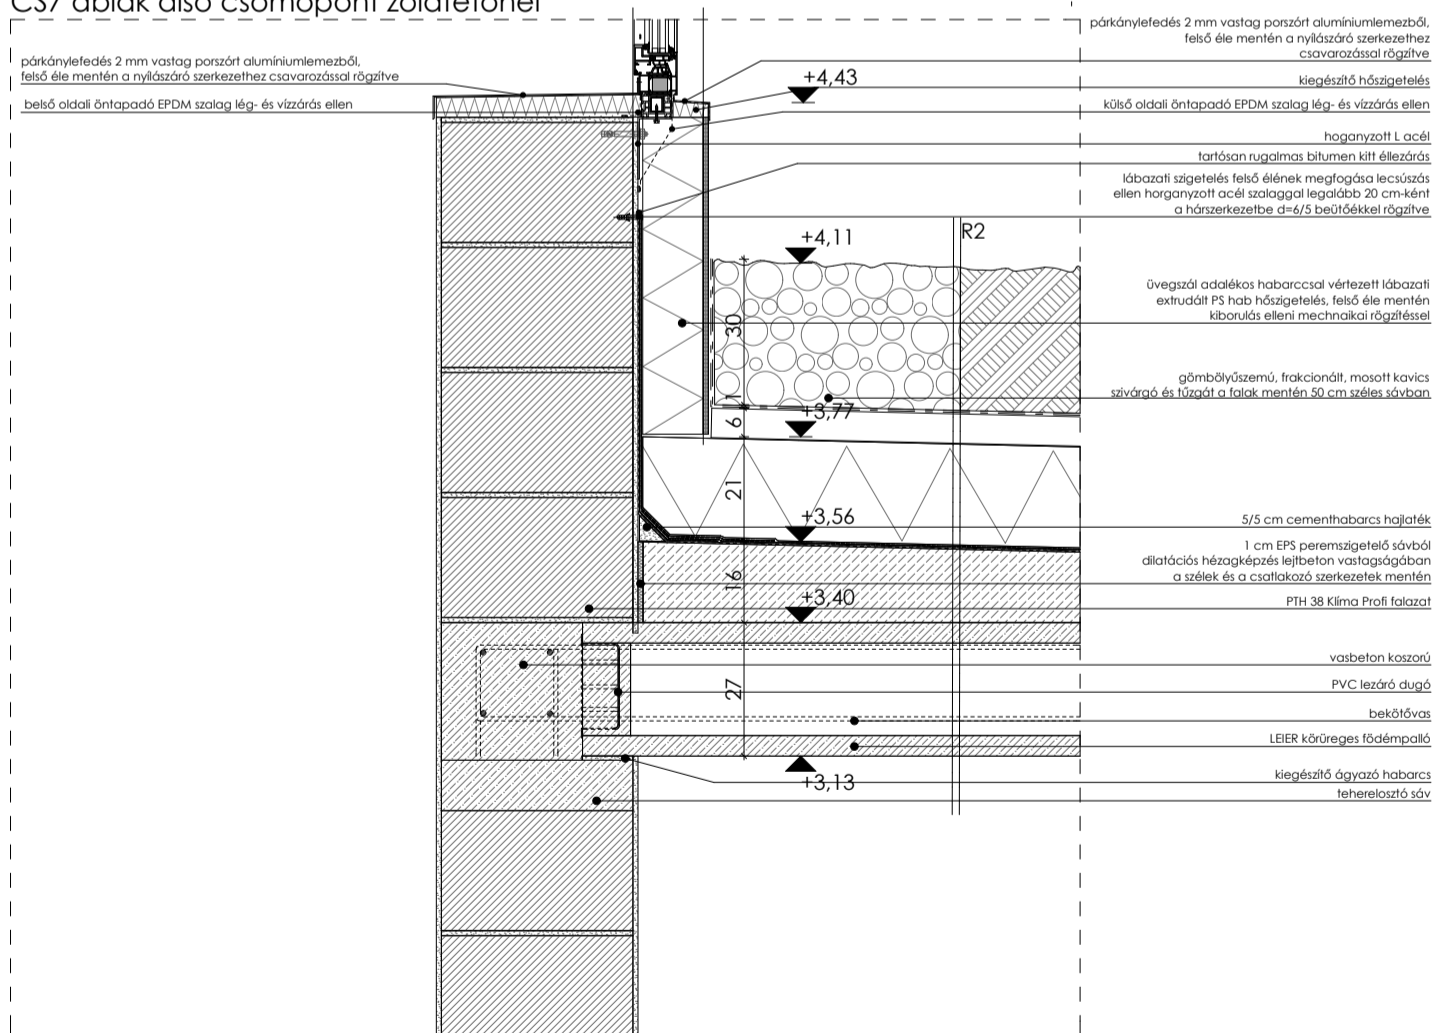 CS7 ablak alsó csomópont zöldtetőnél
párkánylefedés 2 mm vastag porszórt alumíniumlemezből,
felső éle mentén a nyílászáró szerkezethez csavarozással rögzítve
belső oldali öntapadó EPDM szalag lég- és vízzárás ellen
párkánylefedés 2 mm vastag porszórt alumíniumlemezből,
felső éle mentén a nyílászáró szerkezethez
csavarozással rögzítve
+4,43
kiegészítő hőszigetelés
külső oldali öntapadó EPDM szalag lég- és vízzárás ellen
hoganyzott L acél
tartósan rugalmas bitumen kitt éllezárás
lábazati szigetelés felső élének megfogása lecsúszás
ellen horganyzott acél szalaggal legalább 20 cm-ként
a hárszerkezetbe d=6/5 beütőékkel rögzítve
+4,11
R2
üvegszál adalékos habarccsal vértezett lábazati
extrudált PS hab hőszigetelés, felső éle mentén
kiborulás elleni mechnaikai rögzítéssel
30
gömbölyűszemú, frakcionált, mosott kavics
szivárgó és tűzgát a falak mentén 50 cm széles sávban
1
+3,77
6
21
+3,56
5/5 cm cementhabarcs hajlaték
1 cm EPS peremszigetelő sávból
dilatációs hézagképzés lejtbeton vastagságában
a szélek és a csatlakozó szerkezetek mentén
16
+3,40
PTH 38 Klíma Profi falazat
vasbeton koszorú
27
PVC lezáró dugó
bekötővas
LEIER körüreges födémpalló
+3,13
kiegészítő ágyazó habarcs
teherelosztó sáv